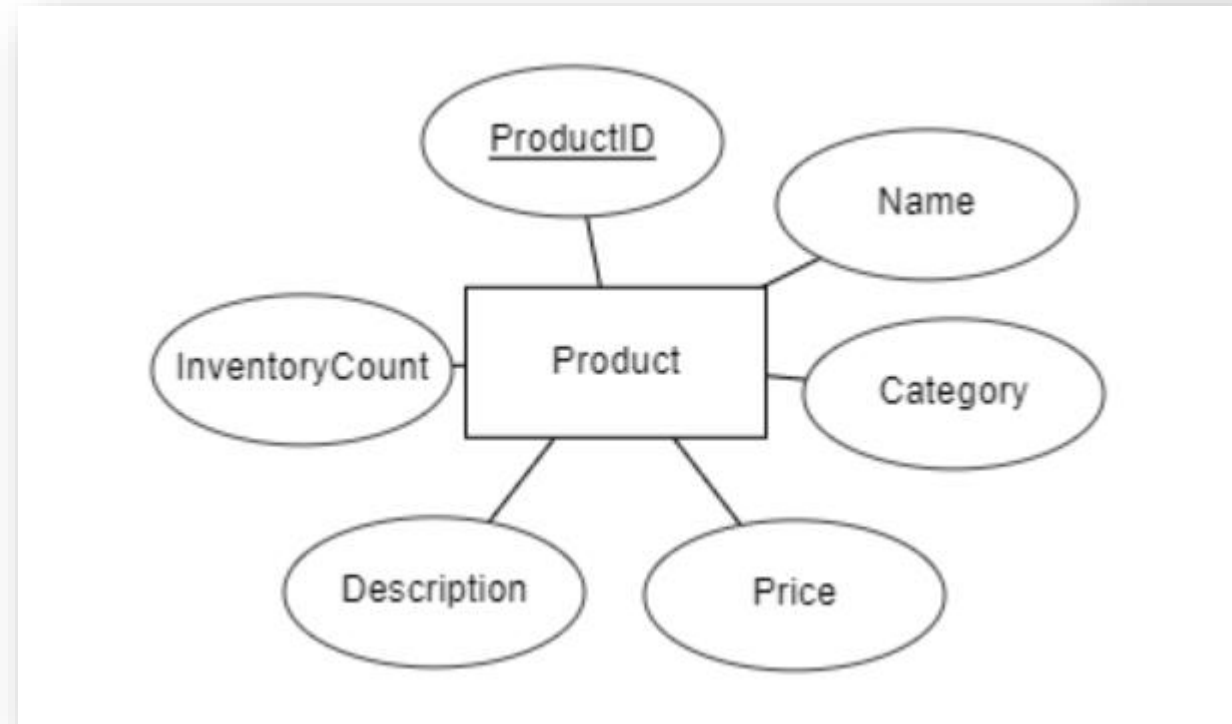 ProductID
Name
InventoryCount
Product
Category
Description
Price